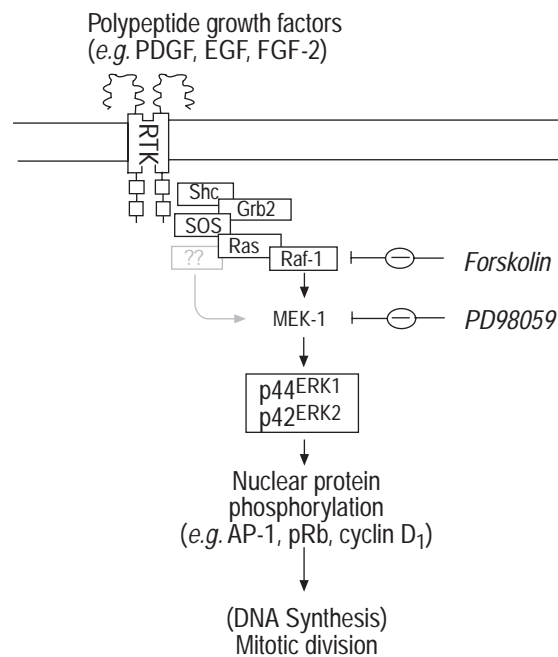 Polypeptide growth factors
(e.g. PDGF, EGF, FGF-2)
RTK
Shc
Grb2
SOS
Ras
??
Raf-1
Forskolin
MEK-1
PD98059
p44ERK1
p42ERK2
Nuclear protein
phosphorylation
(e.g. AP-1, pRb, cyclin D1)
(DNA Synthesis)
Mitotic division